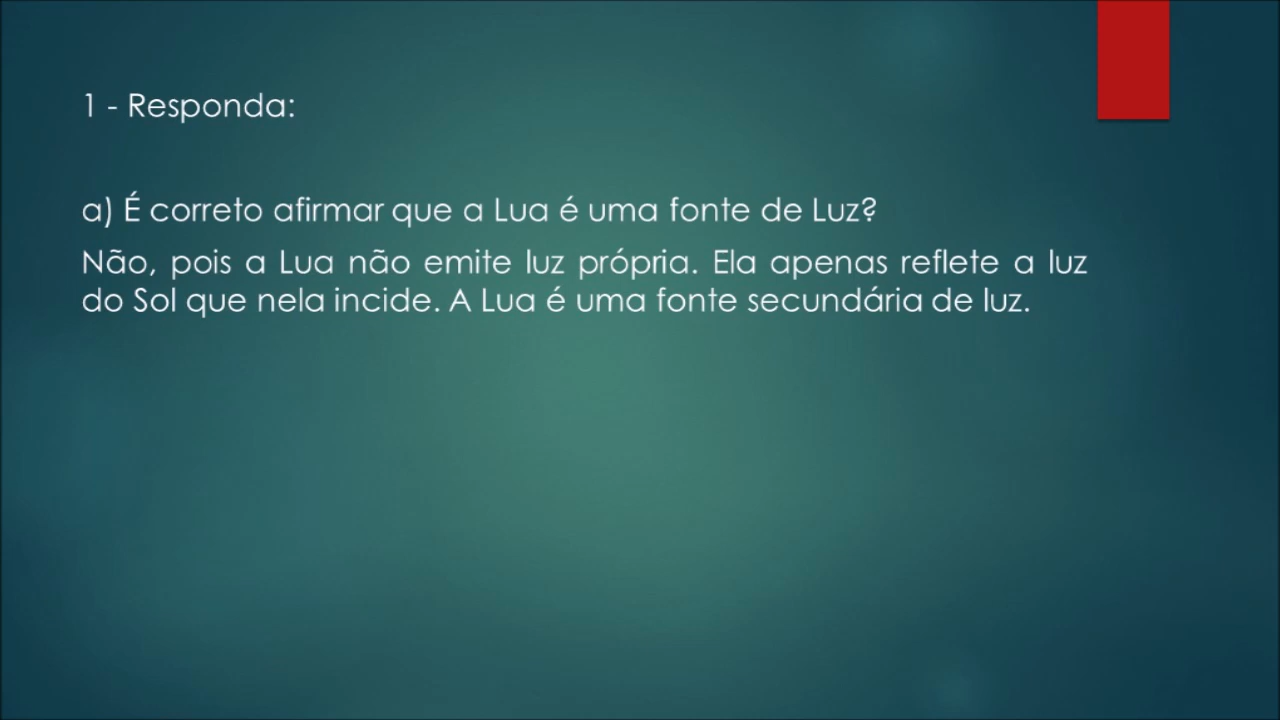 1 - Responda:
a) É correto afirmar que a Lua é uma fonte de Luz?
Não, pois a Lua não emite luz própria. Ela apenas reflete a luz
do Sol que nela incide. A Lua é uma fonte secundária de luz.